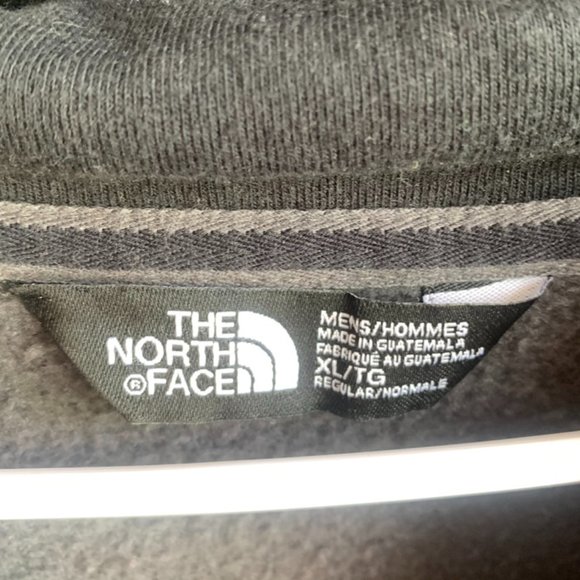 THE
NORTH
®FACE
MENS/HOMMES
MADE IN GUATEMALA
FABRIQUÉ AU GUATEMALA
XL/TG
REGULAR/NORMALE